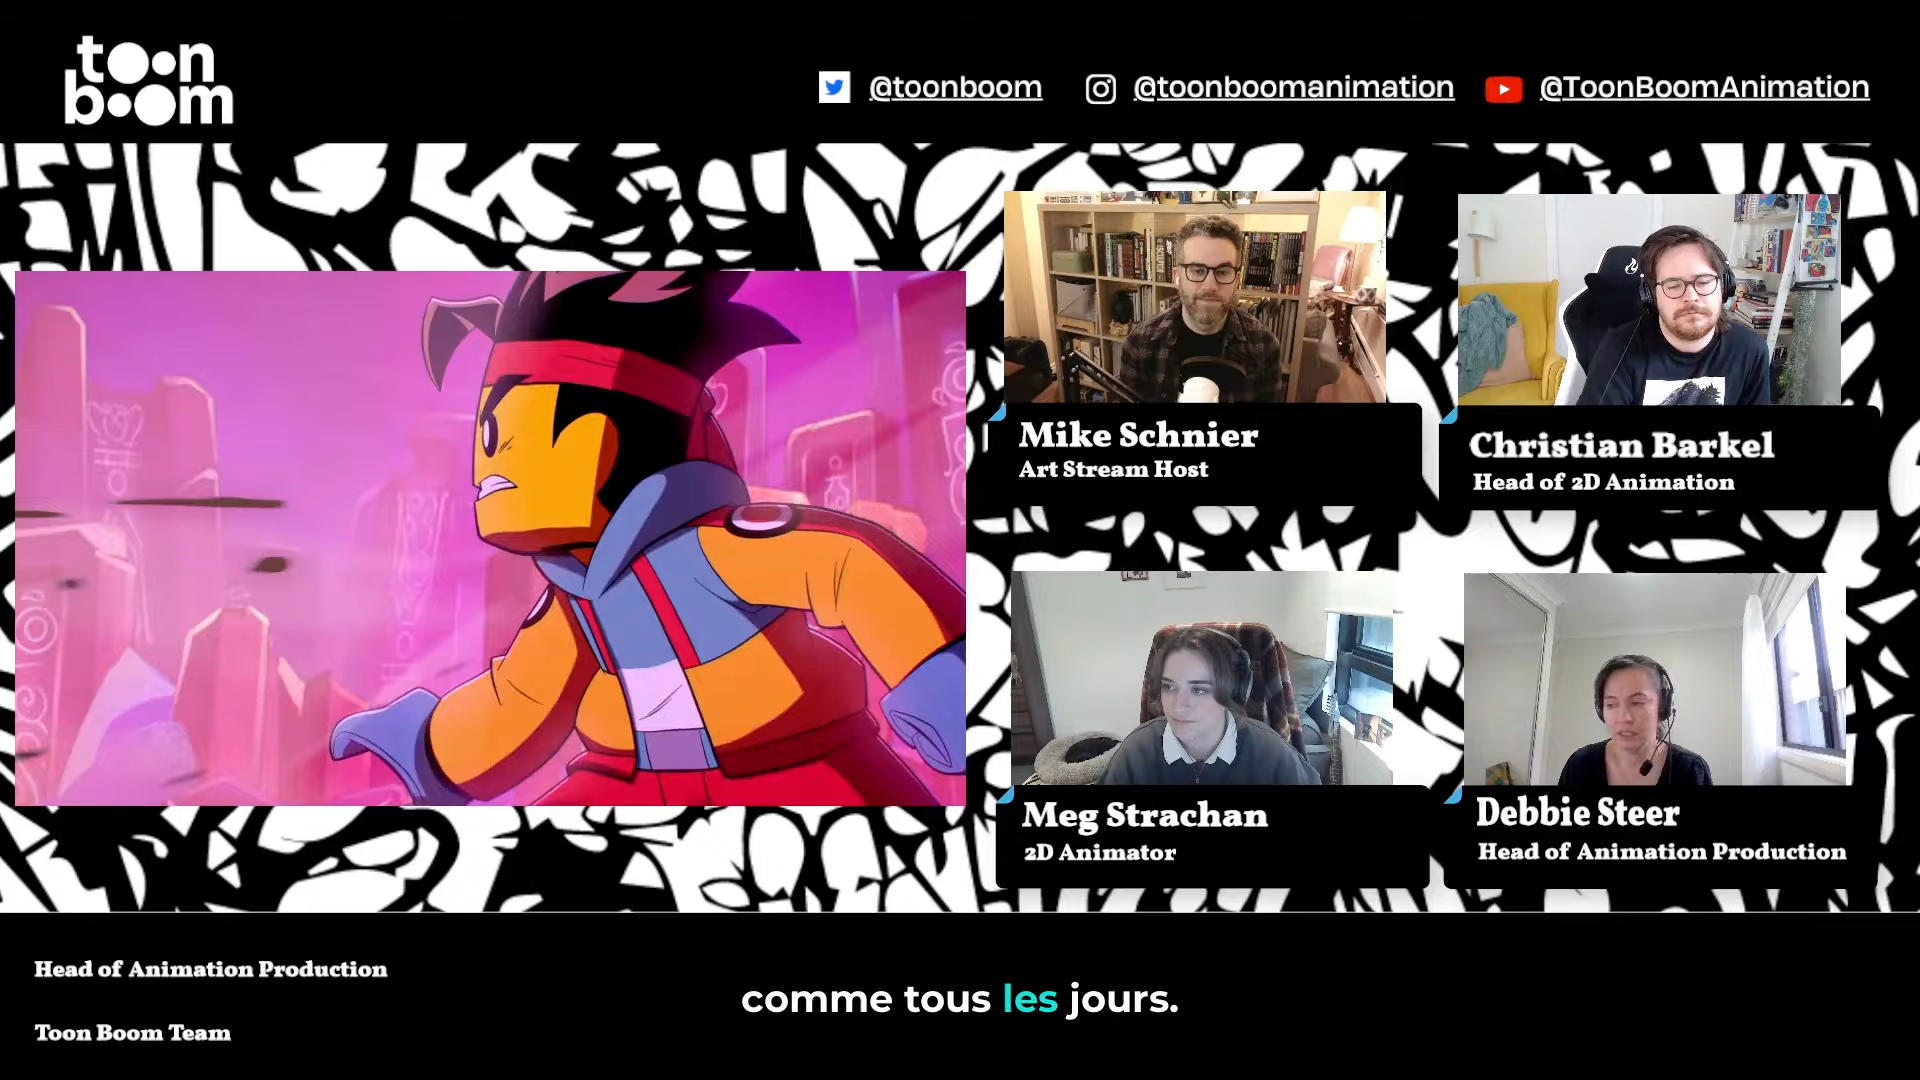 toon
boom
@toonboom
@toonboomanimation
@ToonBoomAnimation
Mike Schnier
Art Stream Host
Christian Barkel
Head of 2D Animation
Meg Strachan
2D Animator
Debbie Steer
Head of Animation Production
Head of Animation Production
Toon Boom Team
comme tous les jours.